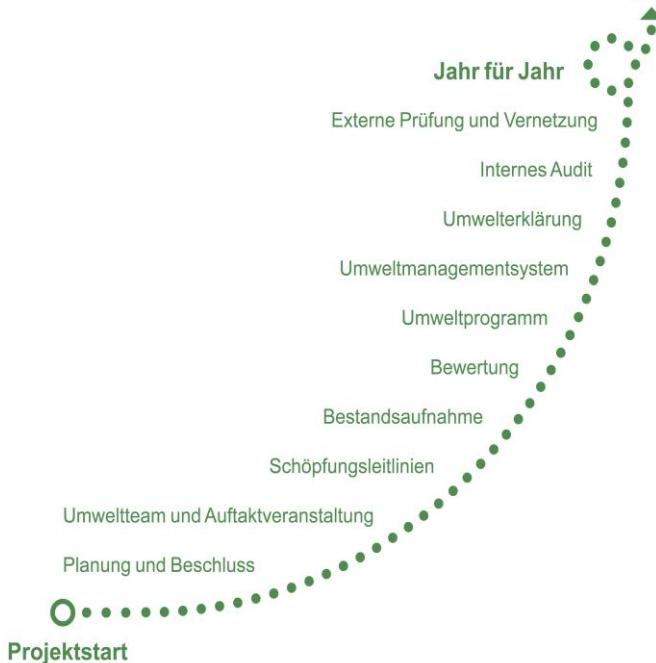 Jahr für Jahr
Externe Prüfung und Vernetzung
Internes Audit
Umwelterklärung
Umweltmanagementsystem
Umweltprogramm
Bewertung
Bestandsaufnahme
Schöpfungsleitlinien
Umweltteam und Auftaktveranstaltung
Planung und Beschluss
Projektstart